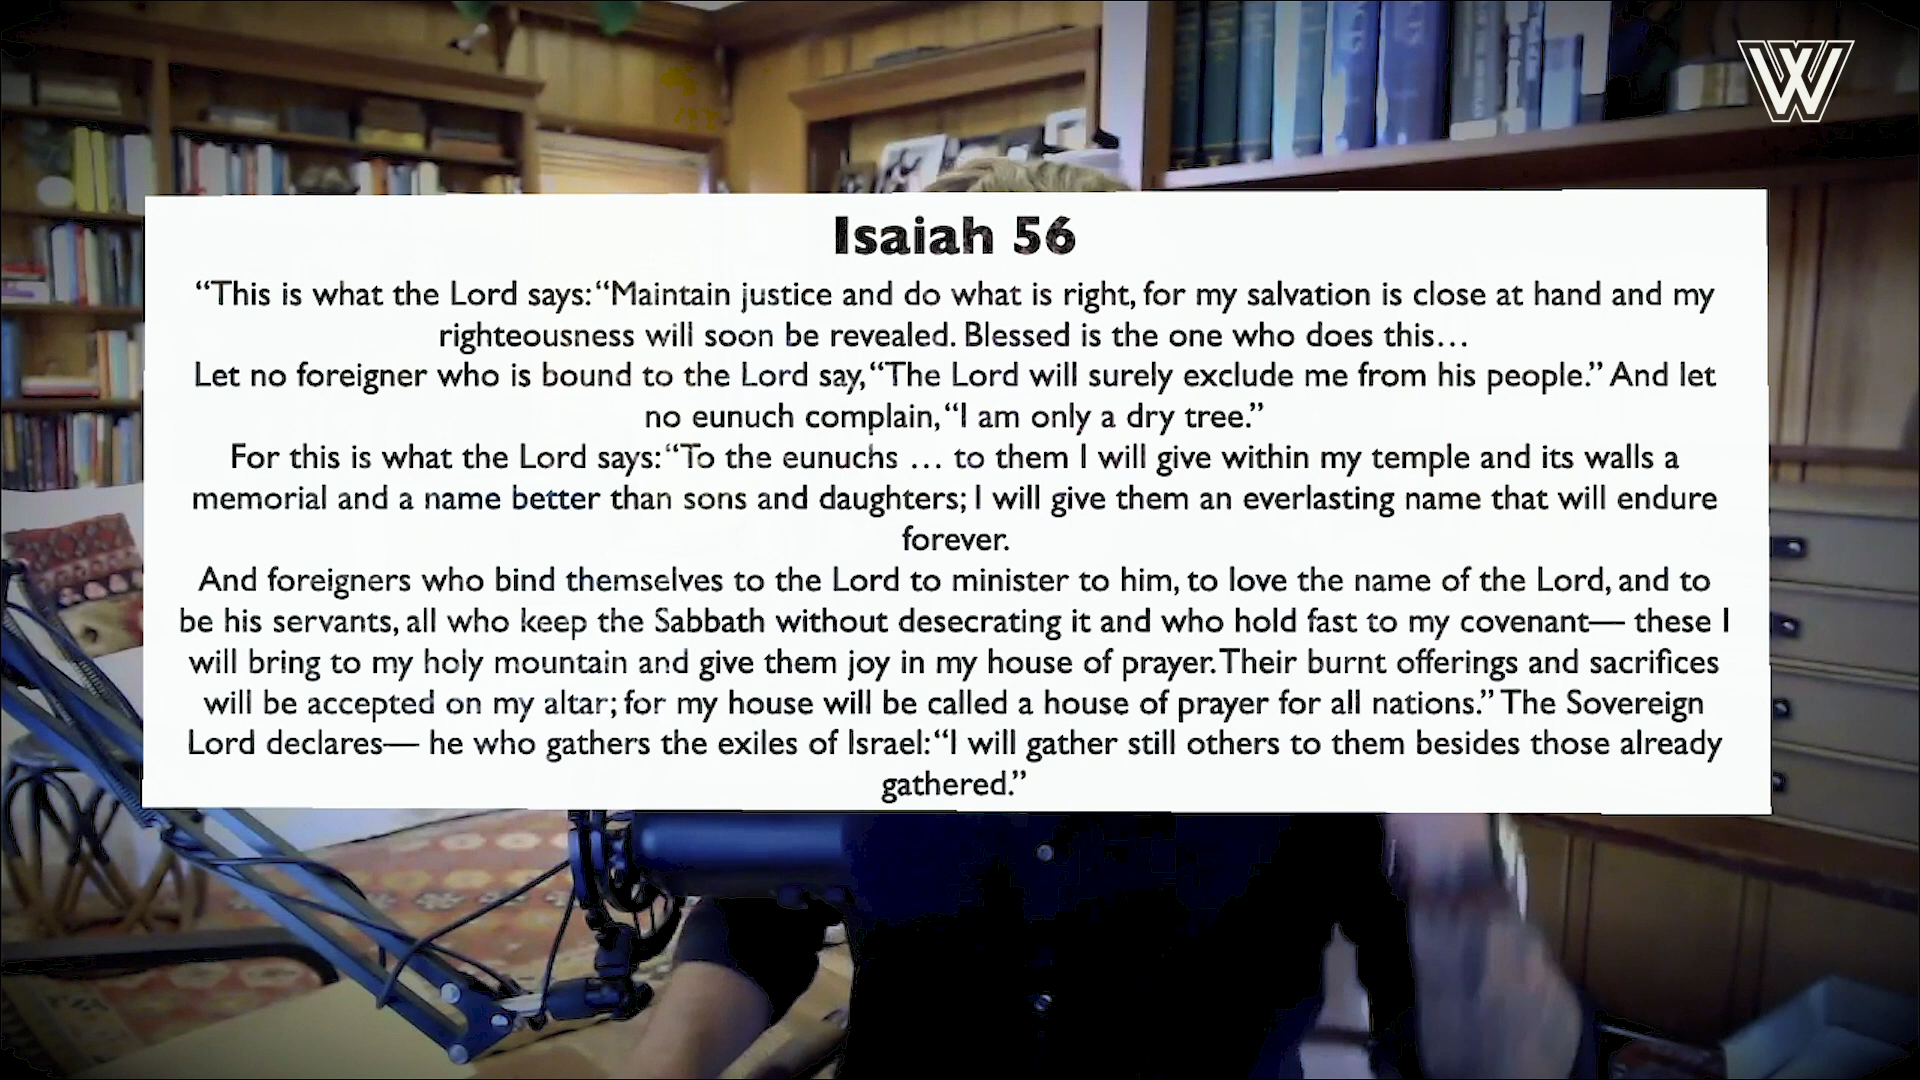 W
Isaiah 56
“This is what the Lord says: “Maintain justice and do what is right, for my salvation is close at hand and my
righteousness will soon be revealed. Blessed is the one who does this…
Let no foreigner who is bound to the Lord say, “The Lord will surely exclude me from his people.” And let
no eunuch complain, “I am only a dry tree.”
For this is what the Lord says: “To the eunuchs … to them I will give within my temple and its walls a
memorial and a name better than sons and daughters; I will give them an everlasting name that will endure
forever.
And foreigners who bind themselves to the Lord to minister to him, to love the name of the Lord, and to
be his servants, all who keep the Sabbath without desecrating it and who hold fast to my covenant— these I
will bring to my holy mountain and give them joy in my house of prayer. Their burnt offerings and sacrifices
will be accepted on my altar; for my house will be called a house of prayer for all nations.” The Sovereign
Lord declares— he who gathers the exiles of Israel: “I will gather still others to them besides those already
gathered.”